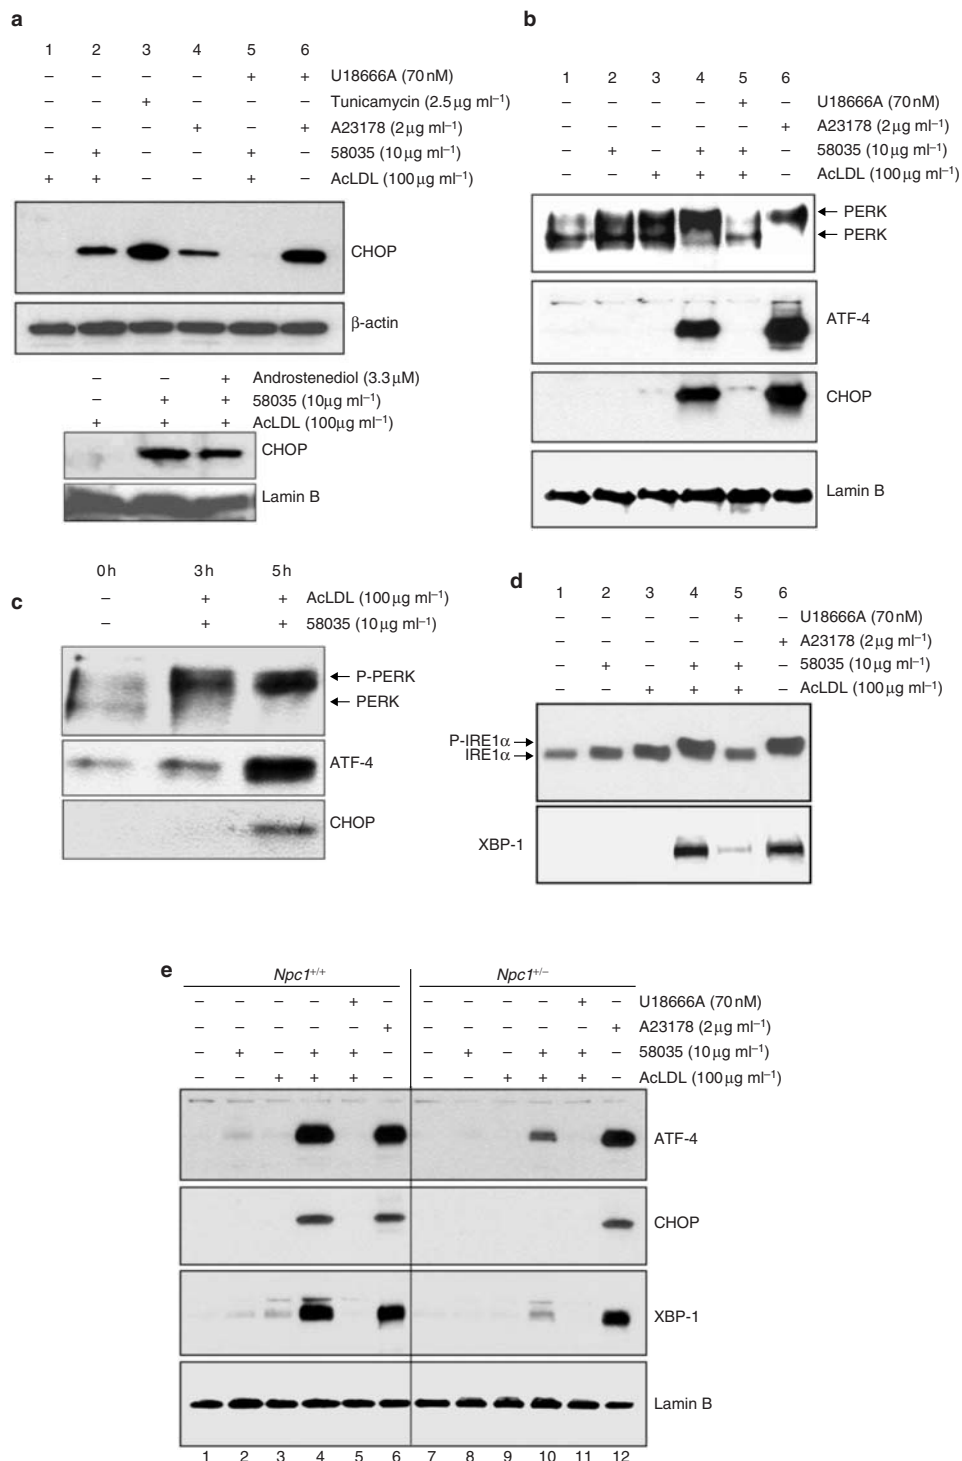 a
1 2 3 4 5 6
– – – – + + U18666A (70 nM)
– – + – – – Tunicamycin (2.5 µg ml⁻¹)
– – – + – + A23178 (2 µg ml⁻¹)
– + – – + – 58035 (10 µg ml⁻¹)
+ + – – + – AcLDL (100 µg ml⁻¹)
CHOP
β-actin
– – + Androstenediol (3.3 µM)
– + + 58035 (10µg ml⁻¹)
+ + + AcLDL (100µg ml⁻¹)
CHOP
Lamin B
b
1 2 3 4 5 6
– – – – + U18666A (70 nM)
– – – – – + A23178 (2 µg ml⁻¹)
– + – + + – 58035 (10 µg ml⁻¹)
– – + + + – AcLDL (100 µg ml⁻¹)
← PERK
← PERK
ATF-4
CHOP
Lamin B
c
0 h 3 h 5 h
– + + AcLDL (100 µg ml⁻¹)
– + + 58035 (10 µg ml⁻¹)
← P-PERK
← PERK
ATF-4
CHOP
d
1 2 3 4 5 6
– – – – + – U18666A (70 nM)
– – – – – + A23178 (2 µg ml⁻¹)
– + – + + – 58035 (10 µg ml⁻¹)
– – + + + – AcLDL (100 µg ml⁻¹)
P-IRE1α →
IRE1α →
XBP-1
e
Npc1⁺/⁺ Npc1⁺/⁻
– – – – + – – – – – + – U18666A (70 nM)
– – – – – + – – – – – + A23178 (2 µg ml⁻¹)
– + – + + – – + – + + – 58035 (10 µg ml⁻¹)
– – + + + – – – + + + – AcLDL (100 µg ml⁻¹)
ATF-4
CHOP
XBP-1
Lamin B
1 2 3 4 5 6 7 8 9 10 11 12